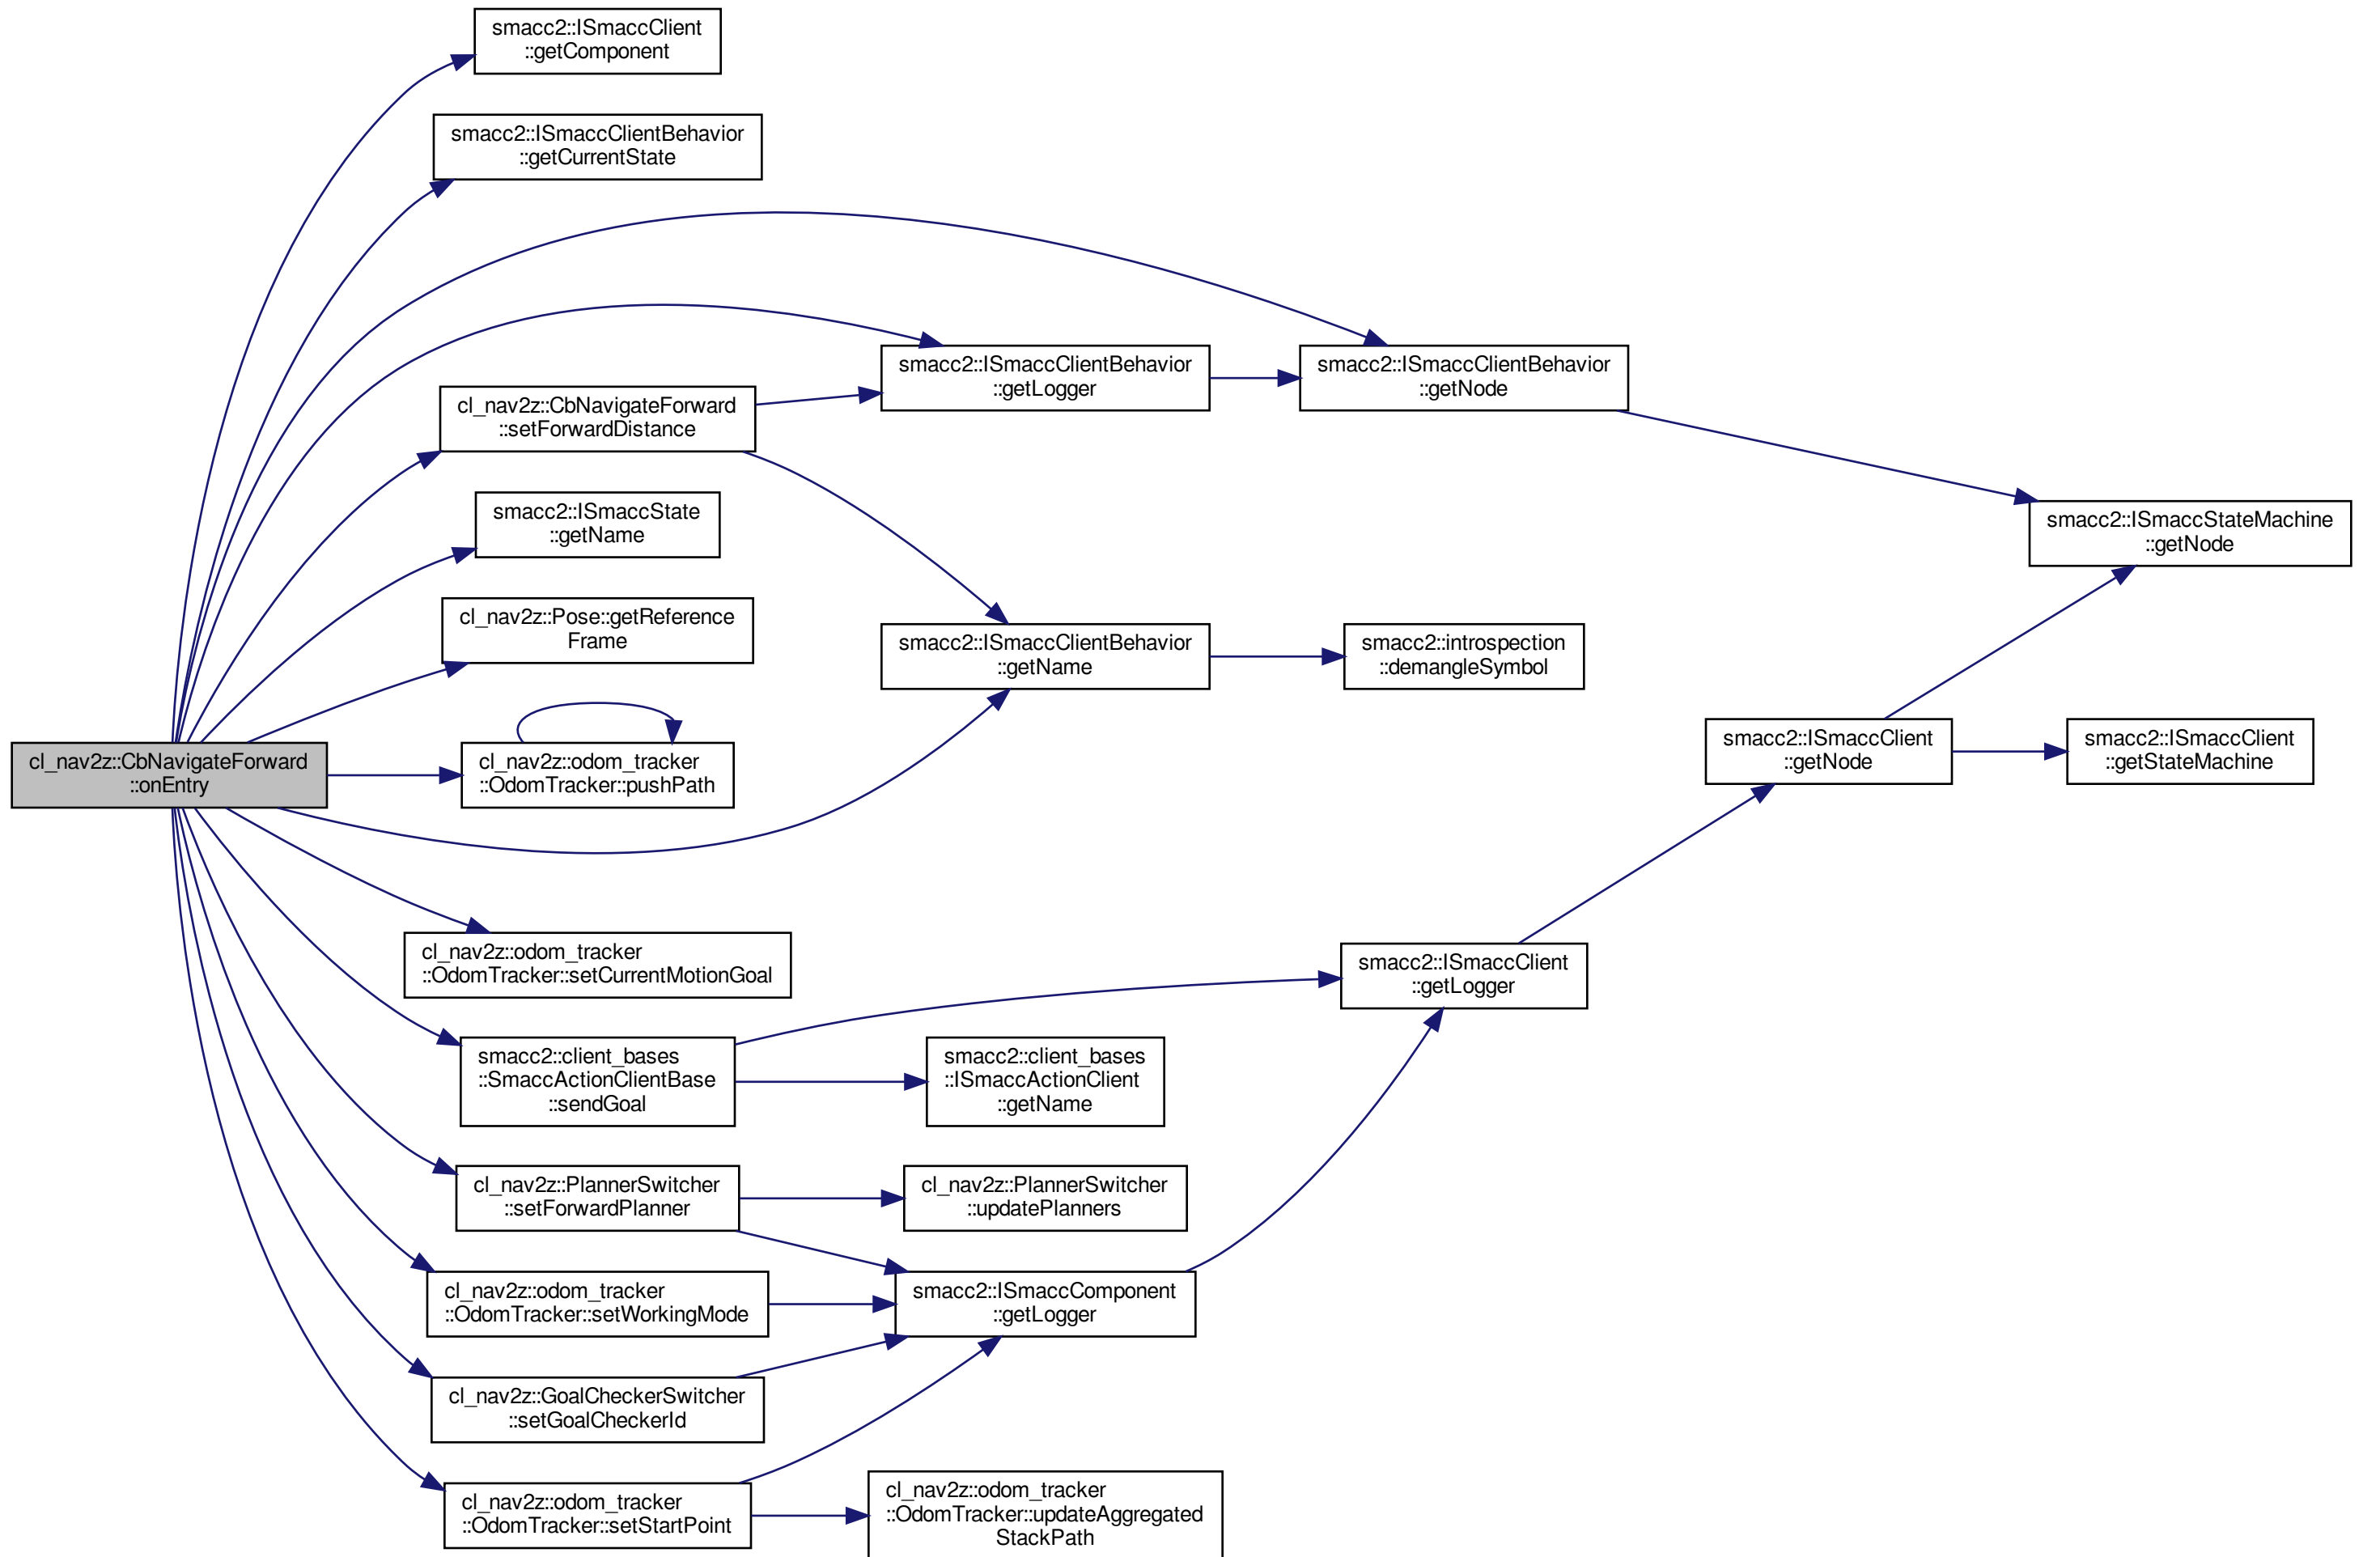 smacc2::ISmaccClient
::getComponent
smacc2::ISmaccClientBehavior
::getCurrentState
smacc2::ISmaccClientBehavior
::getLogger
smacc2::ISmaccClientBehavior
::getNode
cl_nav2z::CbNavigateForward
::setForwardDistance
smacc2::ISmaccState
::getName
smacc2::ISmaccStateMachine
::getNode
cl_nav2z::Pose::getReference
Frame
smacc2::ISmaccClientBehavior
::getName
smacc2::introspection
::demangleSymbol
cl_nav2z::CbNavigateForward
::onEntry
cl_nav2z::odom_tracker
::OdomTracker::pushPath
smacc2::ISmaccClient
::getNode
smacc2::ISmaccClient
::getStateMachine
cl_nav2z::odom_tracker
::OdomTracker::setCurrentMotionGoal
smacc2::ISmaccClient
::getLogger
smacc2::client_bases
::SmaccActionClientBase
::sendGoal
smacc2::client_bases
::ISmaccActionClient
::getName
cl_nav2z::PlannerSwitcher
::setForwardPlanner
cl_nav2z::PlannerSwitcher
::updatePlanners
cl_nav2z::odom_tracker
::OdomTracker::setWorkingMode
smacc2::ISmaccComponent
::getLogger
cl_nav2z::GoalCheckerSwitcher
::setGoalCheckerId
cl_nav2z::odom_tracker
::OdomTracker::setStartPoint
cl_nav2z::odom_tracker
::OdomTracker::updateAggregated
StackPath